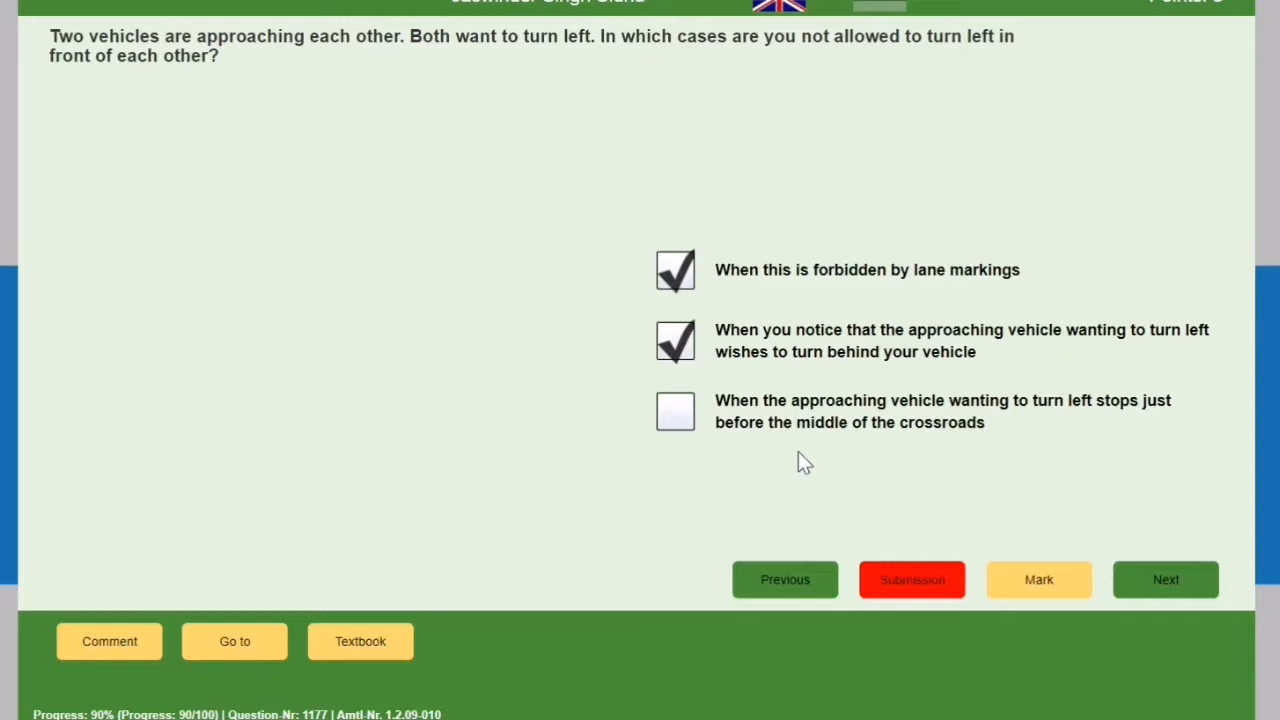 Two vehicles are approaching each other. Both want to turn left. In which cases are you not allowed to turn left in
front of each other?
When this is forbidden by lane markings
When you notice that the approaching vehicle wanting to turn left
wishes to turn behind your vehicle
When the approaching vehicle wanting to turn left stops just
before the middle of the crossroads
Previous
Submission
Mark
Next
Comment
Go to
Textbook
Progress: 90% (Progress: 90/100) | Question-Nr: 1177 | Amtl-Nr. 1.2.09-010